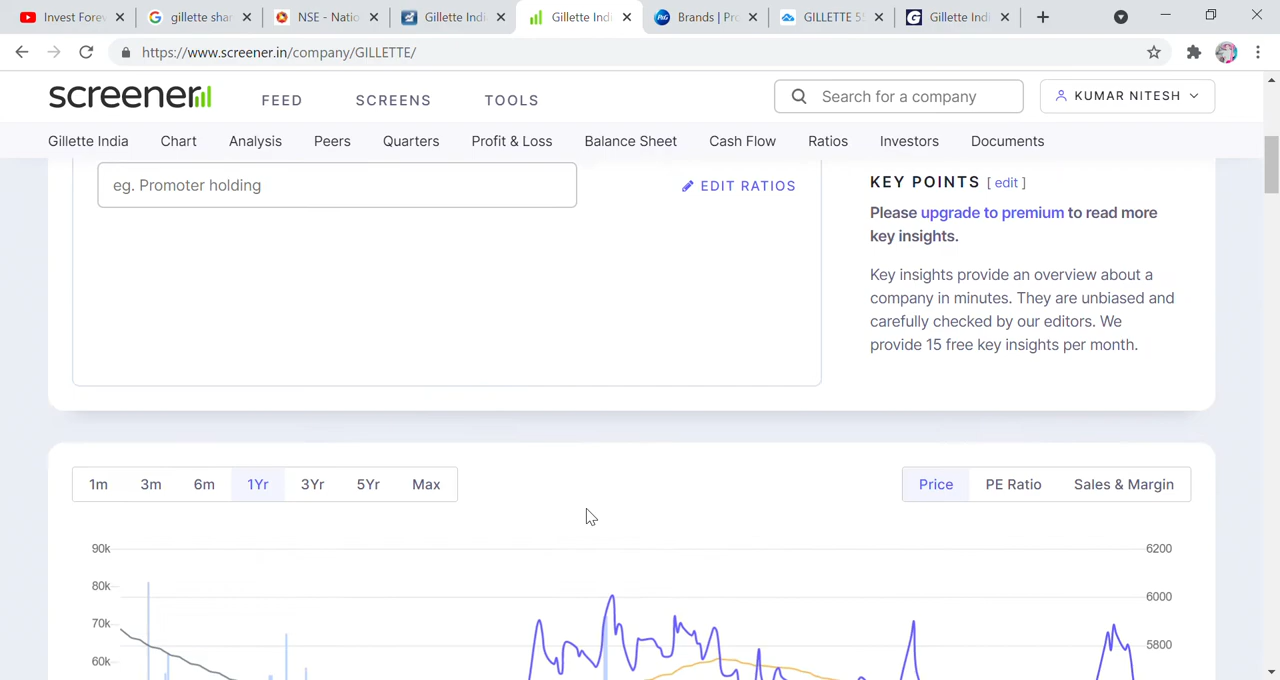 Invest Fore
gillette shar
NSE - Natio
Gillette Indi
Gillette Indi
Brands | Pr
GILLETTE 5
Gillette Indi
https://www.screener.in/company/GILLETTE/
screener
FEED
SCREENS
TOOLS
Search for a company
KUMAR NITESH
Gillette India
Chart
Analysis
Peers
Quarters
Profit & Loss
Balance Sheet
Cash Flow
Ratios
Investors
Documents
eg. Promoter holding
EDIT RATIOS
KEY POINTS [ edit ]
Please upgrade to premium to read more
key insights.
Key insights provide an overview about a
company in minutes. They are unbiased and
carefully checked by our editors. We
provide 15 free key insights per month.
1m
3m
6m
1Yr
3Yr
5Yr
Max
Price
PE Ratio
Sales & Margin
90k
80k
70k
60k
6200
6000
5800